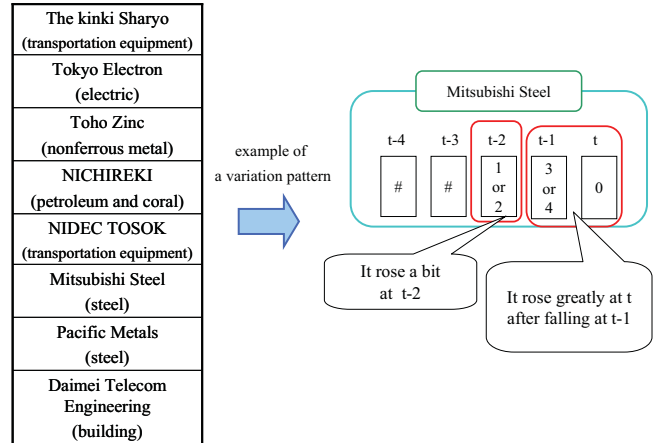 The kinki Sharyo
(transportation equipment)
Tokyo Electron
(electric)
Toho Zinc
(nonferrous metal)
NICHIREKI
(petroleum and coral)
NIDEC TOSOK
(transportation equipment)
Mitsubishi Steel
(steel)
Pacific Metals
(steel)
Daimei Telecom
Engineering
(building)
example of
a variation pattern
Mitsubishi Steel
t-4 t-3 t-2 t-1 t
# # 1 or 2 3 or 4 0
It rose a bit
at t-2
It rose greatly at t
after falling at t-1